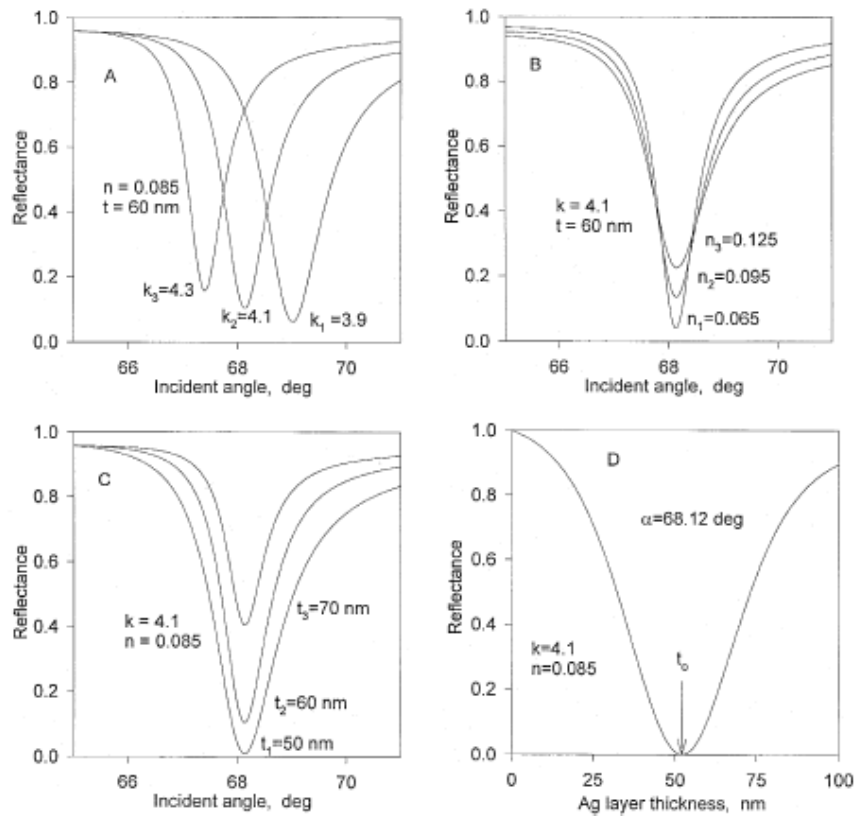 1.0
A
0.8
Reflectance
0.6
n = 0.085
t = 60 nm
0.4
0.2
k₃=4.3
k₂=4.1
k₁ =3.9
0.0
66 68 70
Incident angle, deg
1.0
B
0.8
Reflectance
0.6
k = 4.1
t = 60 nm
0.4
n₃=0.125
0.2
n₂=0.095
n₁=0.065
0.0
66 68 70
Incident angle, deg
1.0
C
0.8
Reflectance
0.6
k = 4.1
n = 0.085
t₃=70 nm
0.4
0.2
t₂=60 nm
t₁=50 nm
0.0
66 68 70
Incident angle, deg
1.0
D
0.8
α=68.12 deg
Reflectance
0.6
0.4
k=4.1
n=0.085
t₀
0.2
0.0
0 25 50 75 100
Ag layer thickness, nm